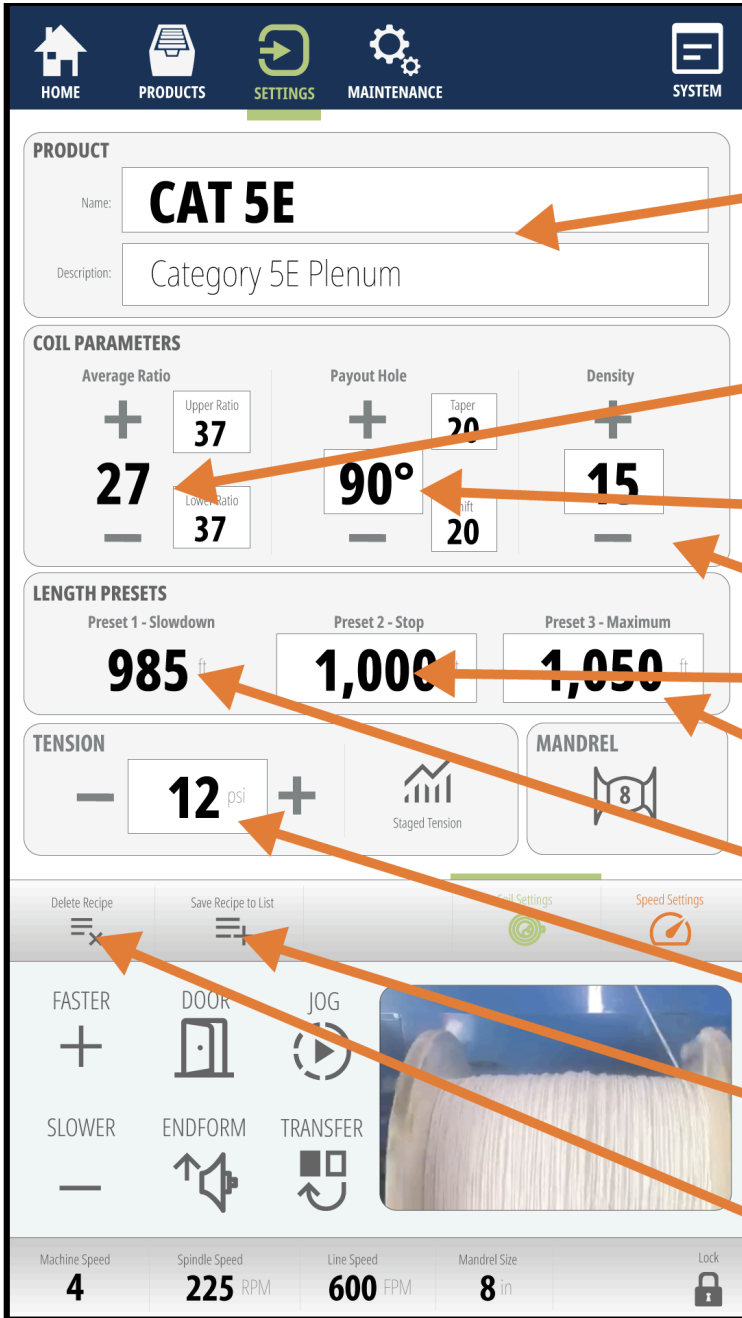 HOME PRODUCTS SETTINGS MAINTENANCE SYSTEM
PRODUCT
Name: CAT 5E
Description: Category 5E Plenum
COIL PARAMETERS
Average Ratio Payout Hole Density
Upper Ratio Taper
37 20
27 90° 15
Lower Ratio
37 20
LENGTH PRESETS
Preset 1 - Slowdown Preset 2 - Stop Preset 3 - Maximum
985 ft 1,000 1,050 ft
TENSION MANDREL
12 psi 8
Staged Tension
Delete Recipe Save Recipe to List Coil Settings Speed Settings
FASTER DOOR JOG
SLOWER ENDFORM TRANSFER
Machine Speed Spindle Speed Line Speed Mandrel Size Lock
4 225 RPM 600 FPM 8 in